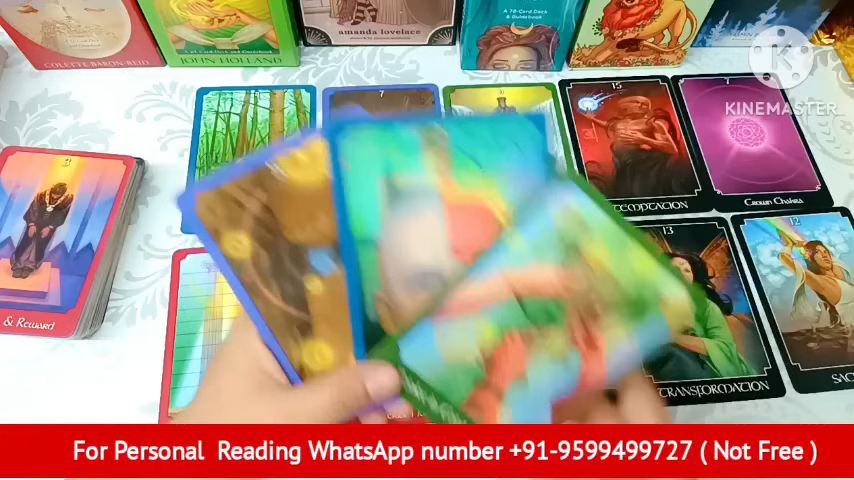 COLETTE BARON-REID
JOHN HOLLAND
amanda lovelace
A 78-Card Deck
& Guidebook
KINEMASTER
3
7
15
7
TEMPTATION
Crown Chakra
13
12
& Reward
TRANSFORMATION
SAC
For Personal Reading WhatsApp number +91-9599499727 ( Not Free )